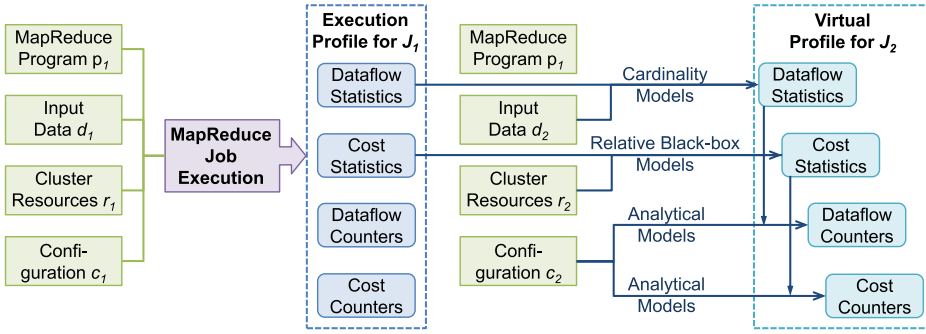 MapReduce
Program p1
Input
Data d1
Cluster
Resources r1
Confi-
guration c1
MapReduce
Job
Execution
Execution
Profile for J1
Dataflow
Statistics
Cost
Statistics
Dataflow
Counters
Cost
Counters
MapReduce
Program p1
Input
Data d2
Cluster
Resources r2
Confi-
guration c2
Cardinality
Models
Relative Black-box
Models
Analytical
Models
Analytical
Models
Virtual
Profile for J2
Dataflow
Statistics
Cost
Statistics
Dataflow
Counters
Cost
Counters